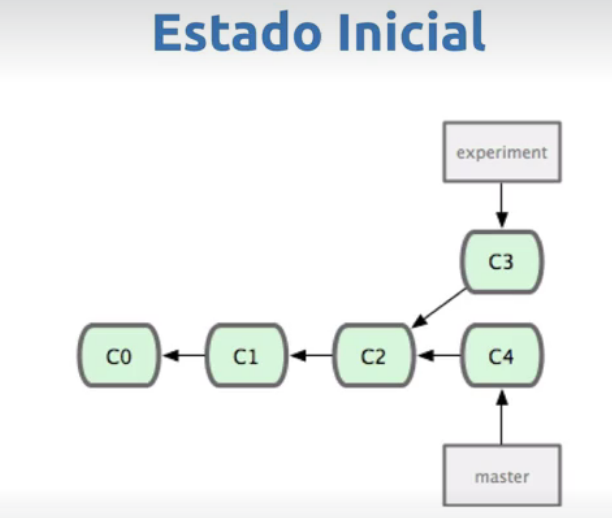 Estado Inicial
experiment
C3
C0
C1
C2
C4
master